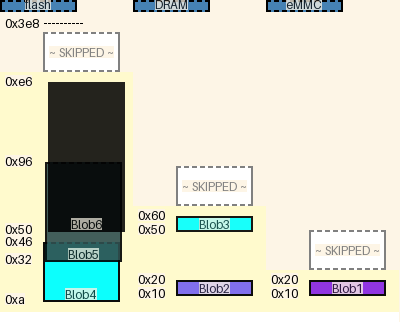 flash DRAM eMMC
0x3e8
~ SKIPPED ~
0xe6
0x96
~ SKIPPED ~
0x60
0x50 Blob6 0x50 Blob3
0x46 ~ SKIPPED ~
0x32 Blob5
0x20 0x20
0xa Blob4 0x10 Blob2 0x10 Blob1